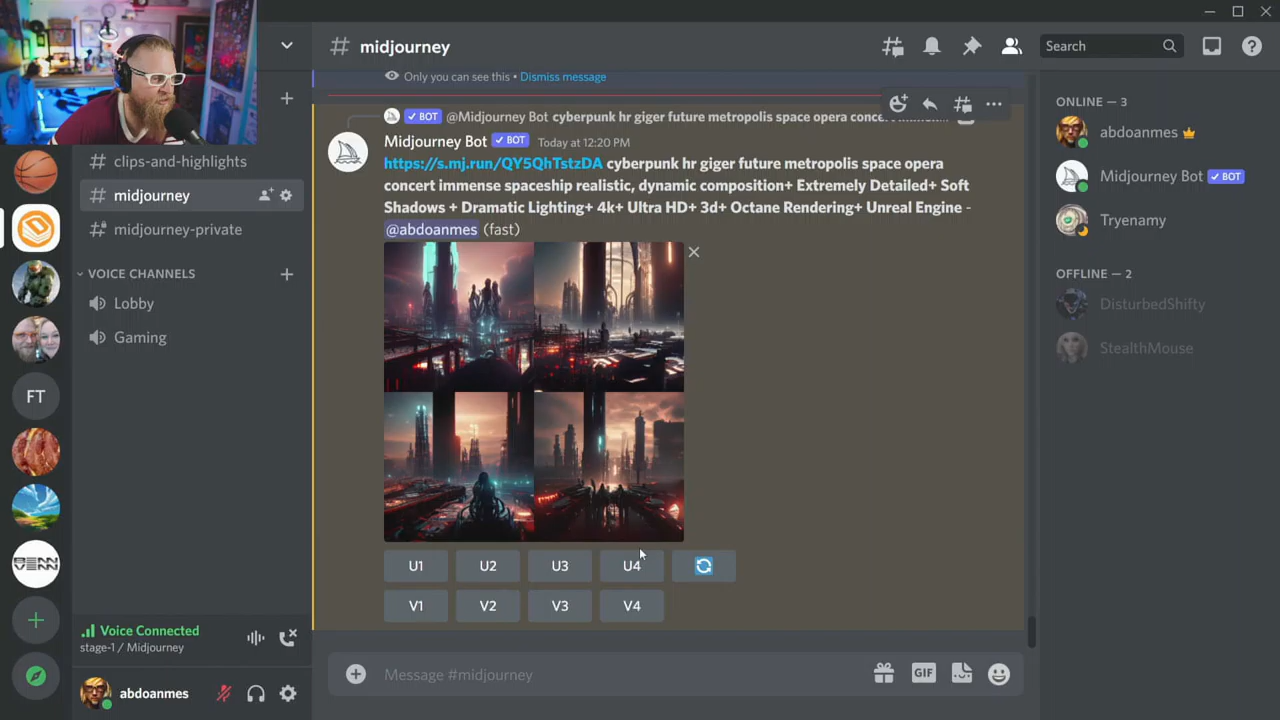 # midjourney
Search
Only you can see this • Dismiss message
BOT @Midjourney Bot cyberpunk hr giger future metropolis space opera
Midjourney Bot BOT Today at 12:20 PM
https://s.mj.run/QY5QhTstzDA cyberpunk hr giger future metropolis space opera
concert immense spaceship realistic, dynamic composition+ Extremely Detailed+ Soft
Shadows + Dramatic Lighting+ 4k+ Ultra HD+ 3d+ Octane Rendering+ Unreal Engine -
@abdoanmes (fast)
U1 U2 U3 U4
V1 V2 V3 V4
Message #midjourney
GIF
# clips-and-highlights
# midjourney
# midjourney-private
VOICE CHANNELS
Lobby
Gaming
FT
BENN
VENN
Voice Connected
stage-1 / Midjourney
abdoanmes
ONLINE — 3
abdoanmes
Midjourney Bot BOT
Tryenamy
OFFLINE — 2
DisturbedShifty
StealthMouse